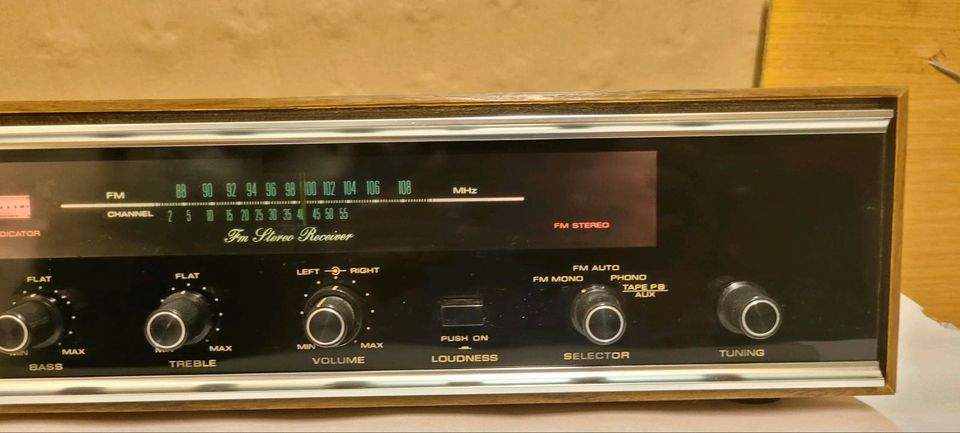 FM 88 90 92 94 96 98 100 102 104 106 108 MHz
CHANNEL 2 5 10 15 20 25 30 35 40 45 50 55
Fm Stereo Receiver
FM STEREO
DICATOR
FLAT
FLAT
LEFT RIGHT
FM AUTO
FM MONO PHONO
TAPE PB
AUX
PUSH ON
MIN MAX
MIN MAX
MIN MAX
BASS
TREBLE
VOLUME
LOUDNESS
SELECTOR
TUNING